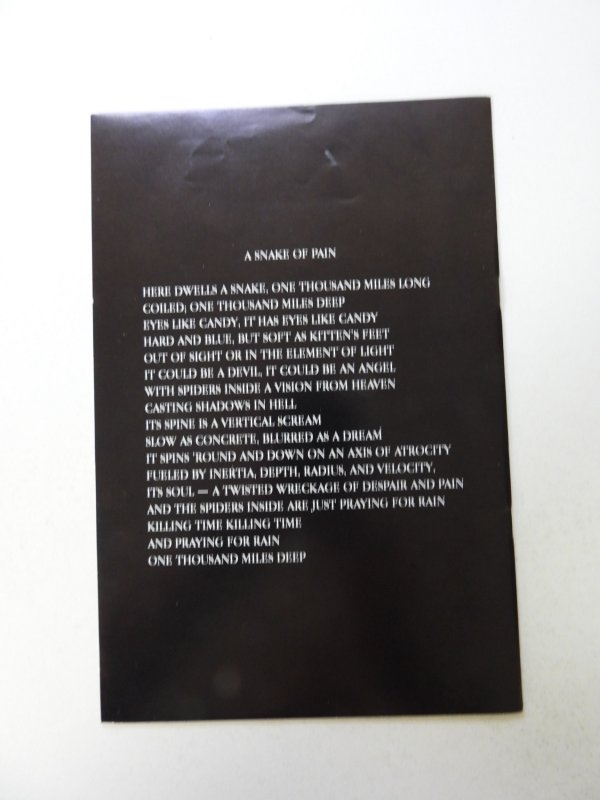 A SNAKE OF PAIN
HERE DWELLS A SNAKE, ONE THOUSAND MILES LONG
COILED; ONE THOUSAND MILES DEEP
EYES LIKE CANDY, IT HAS EYES LIKE CANDY
HARD AND BLUE, BUT SOFT AS KITTEN'S FEET
OUT OF SIGHT OR IN THE ELEMENT OF LIGHT
IT COULD BE A DEVIL, IT COULD BE AN ANGEL
WITH SPIDERS INSIDE A VISION FROM HEAVEN
CASTING SHADOWS IN HELL
ITS SPINE IS A VERTICAL SCREAM
SLOW AS CONCRETE, BLURRED AS A DREAM
IT SPINS 'ROUND AND DOWN ON AN AXIS OF ATROCITY
FUELED BY INERTIA, DEPTH, RADIUS, AND VELOCITY,
ITS SOUL — A TWISTED WRECKAGE OF DESPAIR AND PAIN
AND THE SPIDERS INSIDE ARE JUST PRAYING FOR RAIN
KILLING TIME KILLING TIME
AND PRAYING FOR RAIN
ONE THOUSAND MILES DEEP